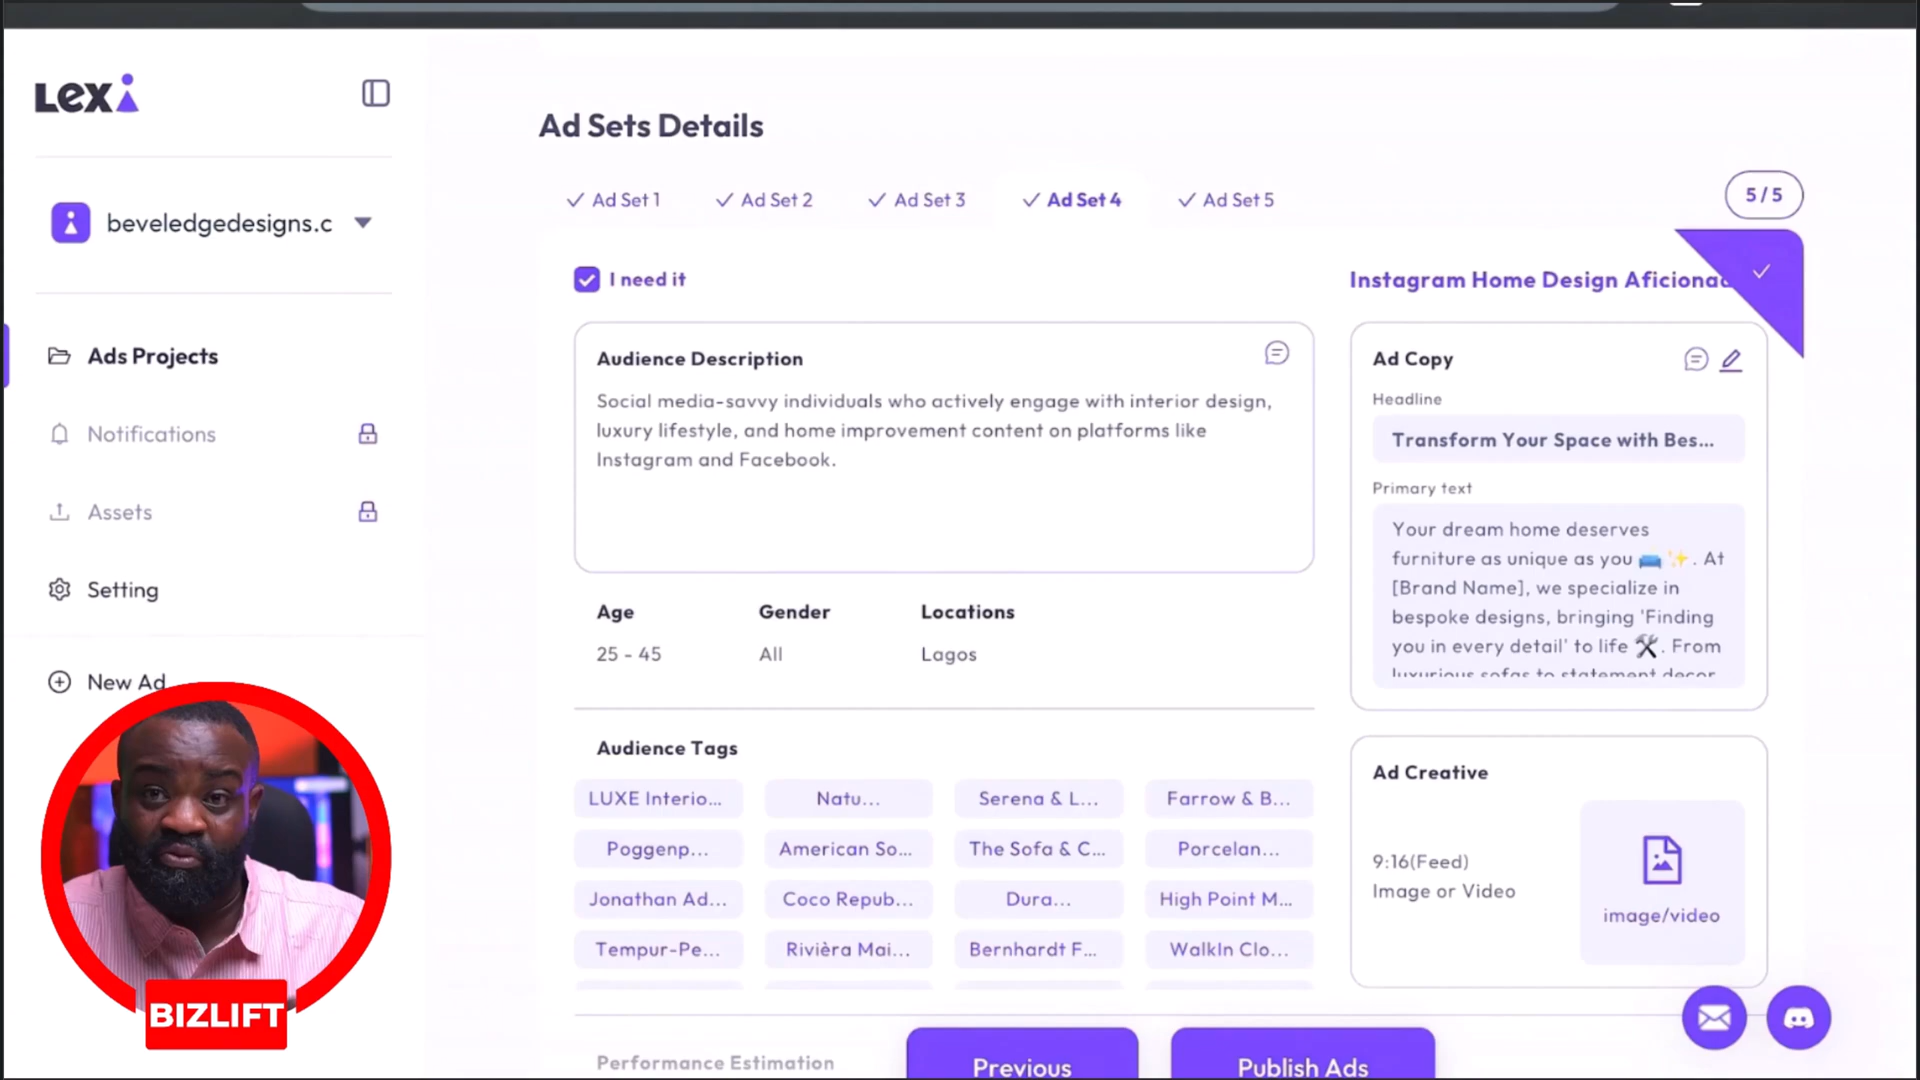 Lexi
beveledgedesigns.c
Ads Projects
Notifications
Assets
Setting
New Ad
BIZLIFT
Ad Sets Details
Ad Set 1
Ad Set 2
Ad Set 3
Ad Set 4
Ad Set 5
5/5
I need it
Instagram Home Design Aficionad
Audience Description
Social media-savvy individuals who actively engage with interior design,
luxury lifestyle, and home improvement content on platforms like
Instagram and Facebook.
Age
Gender
Locations
25 - 45
All
Lagos
Audience Tags
LUXE Interio...
Natu...
Serena & L...
Farrow & B...
Poggenp...
American So...
The Sofa & C...
Porcelan...
Jonathan Ad...
Coco Repub...
Dura...
High Point M...
Tempur-Pe...
Rivièra Mai...
Bernhardt F...
WalkIn Clo...
Performance Estimation
Previous
Publish Ads
Ad Copy
Headline
Transform Your Space with Bes...
Primary text
Your dream home deserves
furniture as unique as you 🛋️✨. At
[Brand Name], we specialize in
bespoke designs, bringing 'Finding
you in every detail' to life 🛠️. From
luxurious sofas to statement decor,
Ad Creative
9:16(Feed)
Image or Video
image/video